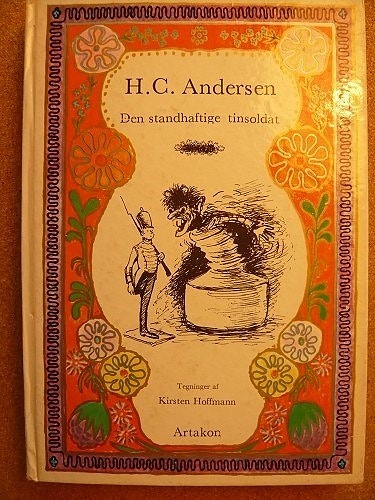 H.C. Andersen
Den standhaftige tinsoldat
Tegninger af
Kirsten Hoffmann
Artakon